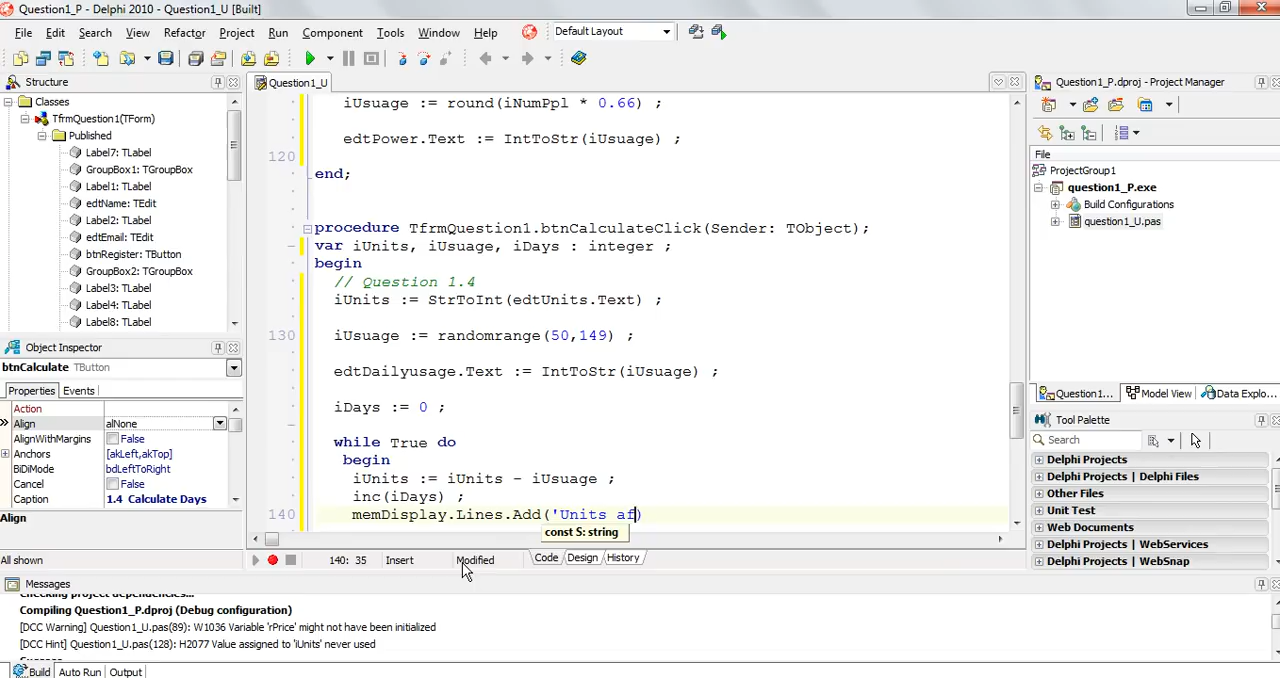 Question1_P - Delphi 2010 - Question1_U [Built]
File Edit Search View Refactor Project Run Component Tools Window Help Default Layout
Structure
Question1_U
Question1_P.dproj - Project Manager
Classes
TfrmQuestion1(TForm)
Published
Label7: TLabel
GroupBox1: TGroupBox
Label1: TLabel
edtName: TEdit
Label2: TLabel
edtEmail: TEdit
btnRegister: TButton
GroupBox2: TGroupBox
Label3: TLabel
Label4: TLabel
Label8: TLabel
iUsuage := round(iNumPpl * 0.66) ;
edtPower.Text := IntToStr(iUsuage) ;
120
end;
procedure TfrmQuestion1.btnCalculateClick(Sender: TObject);
var iUnits, iUsuage, iDays : integer ;
begin
// Question 1.4
iUnits := StrToInt(edtUnits.Text) ;
130 iUsuage := randomrange(50,149) ;
edtDailyusage.Text := IntToStr(iUsuage) ;
iDays := 0 ;
while True do
begin
iUnits := iUnits - iUsuage ;
inc(iDays) ;
140 memDisplay.Lines.Add('Units af)
const S: string
File
ProjectGroup1
question1_P.exe
Build Configurations
question1_U.pas
Object Inspector
btnCalculate TButton
Properties Events
Action
Align alNone
AlignWithMargins False
Anchors [akLeft,akTop]
BiDiMode bdLeftToRight
Cancel False
Caption 1.4 Calculate Days
Align
All shown
140: 35 Insert Modified Code Design History
Question1... Model View Data Explo...
Tool Palette
Search
Delphi Projects
Delphi Projects | Delphi Files
Other Files
Unit Test
Web Documents
Delphi Projects | WebServices
Delphi Projects | WebSnap
Messages
Checking project dependencies...
Compiling Question1_P.dproj (Debug configuration)
[DCC Warning] Question1_U.pas(89): W1036 Variable 'rPrice' might not have been initialized
[DCC Hint] Question1_U.pas(128): H2077 Value assigned to 'iUnits' never used
Build Auto Run Output